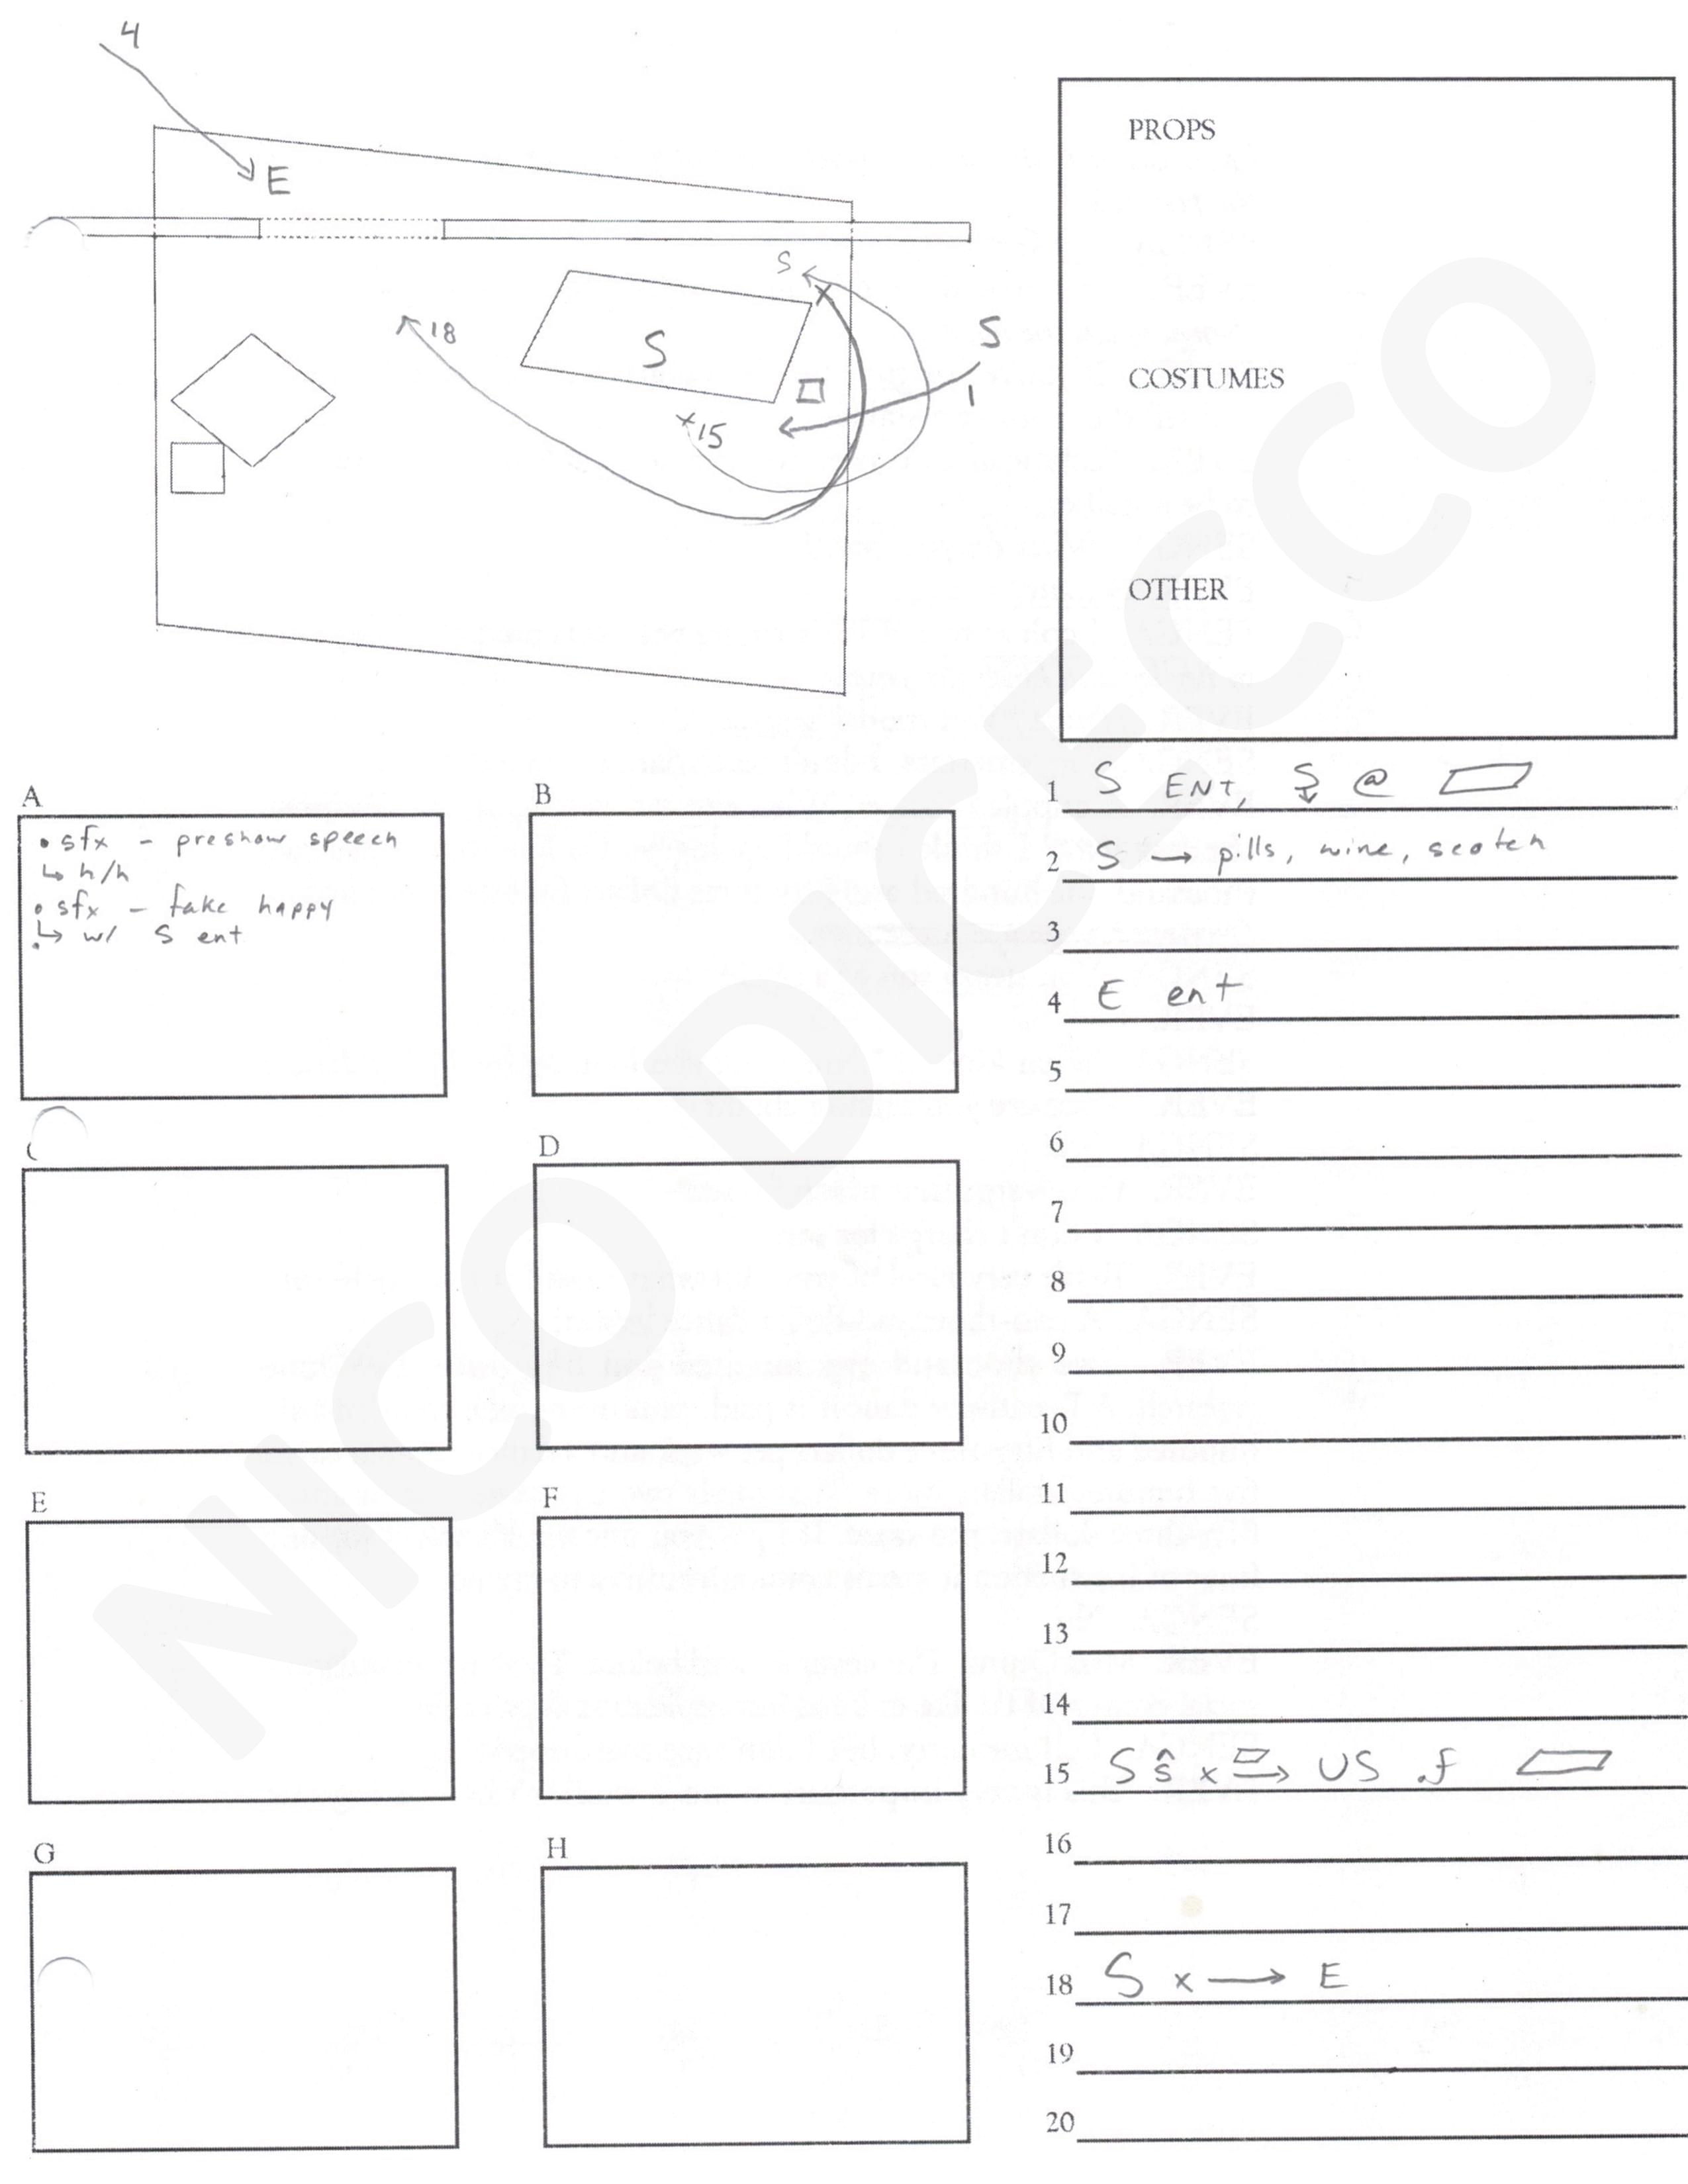 4
E
S
18
S
S
15
1
PROPS
COSTUMES
OTHER
A
• sfx - preshow speech
↳ h/h
• sfx - fake happy
↳ w/ S ent
B
C
D
E
F
G
H
1 S ENt, S @
2 S → pills, wine, scotch
3
4 E ent
5
6
7
8
9
10
11
12
13
14
15 S ŝ x → US .f
16
17
18 S x → E
19
20
NICO DICECCO